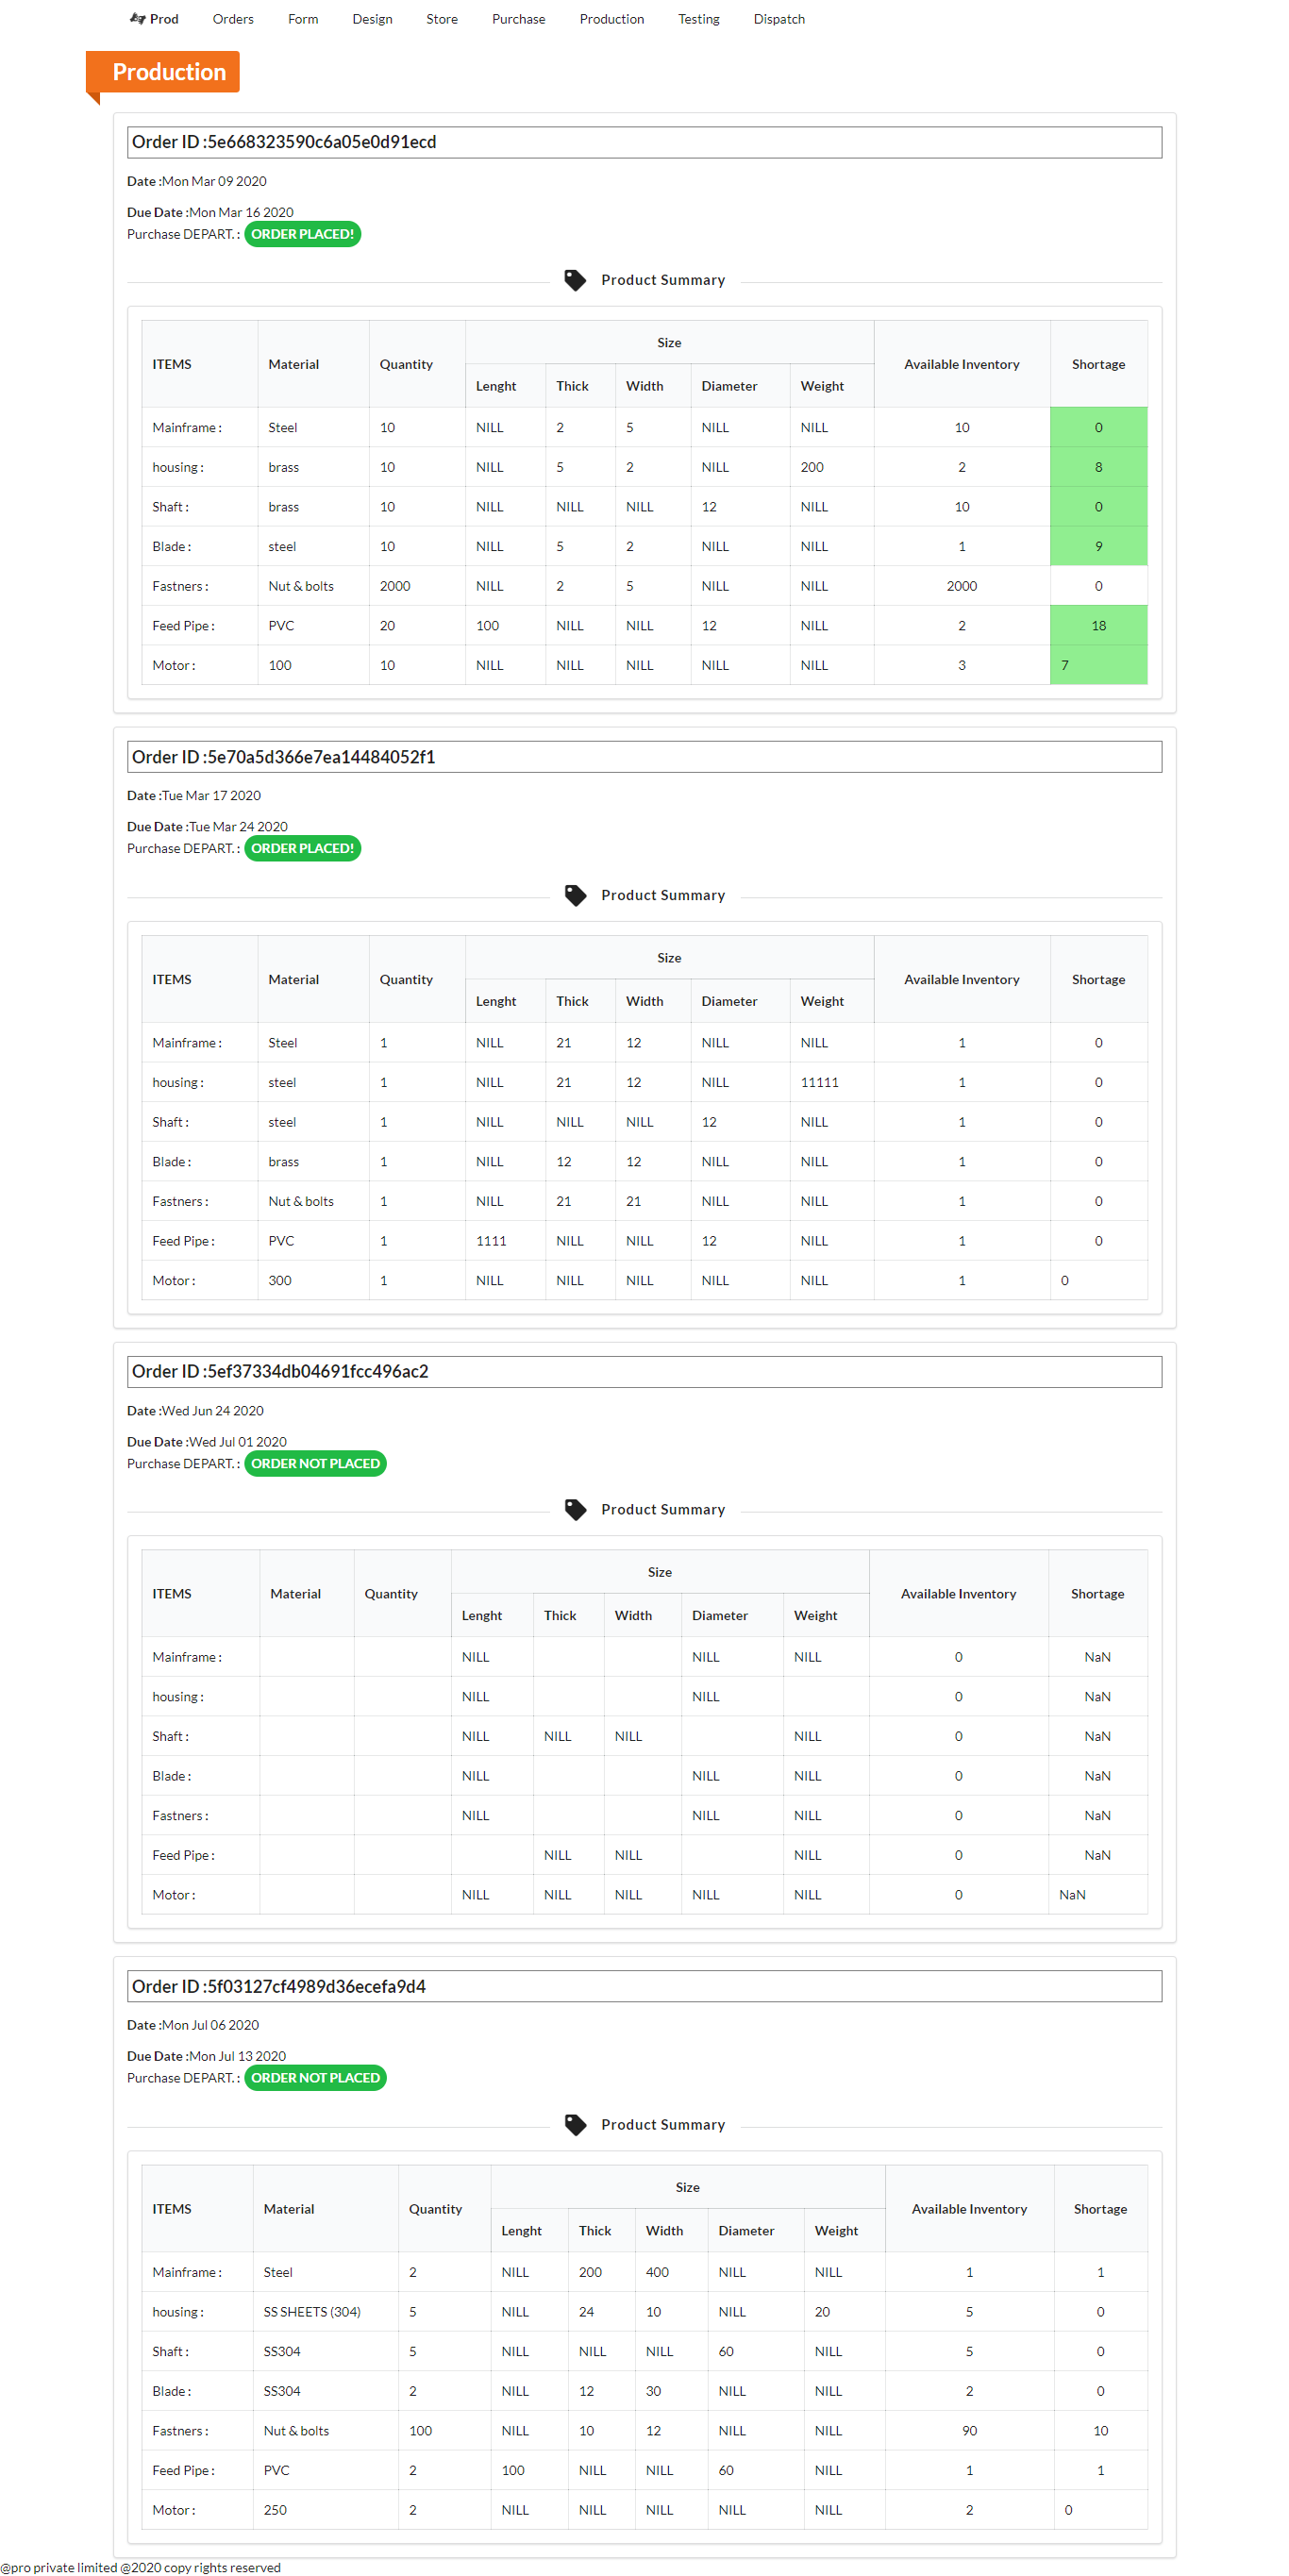 Prod Orders Form Design Store Purchase Production Testing Dispatch
Production
Order ID :5e668323590c6a05e0d91ecd
Date :Mon Mar 09 2020
Due Date :Mon Mar 16 2020
Purchase DEPART. : ORDER PLACED!
Product Summary
ITEMS Material Quantity Size Available Inventory Shortage
Lenght Thick Width Diameter Weight
Mainframe : Steel 10 NILL 2 5 NILL NILL 10 0
housing : brass 10 NILL 5 2 NILL 200 2 8
Shaft : brass 10 NILL NILL NILL 12 NILL 10 0
Blade : steel 10 NILL 5 2 NILL NILL 1 9
Fastners : Nut & bolts 2000 NILL 2 5 NILL NILL 2000 0
Feed Pipe : PVC 20 100 NILL NILL 12 NILL 2 18
Motor : 100 10 NILL NILL NILL NILL NILL 3 7
Order ID :5e70a5d366e7ea14484052f1
Date :Tue Mar 17 2020
Due Date :Tue Mar 24 2020
Purchase DEPART. : ORDER PLACED!
Product Summary
ITEMS Material Quantity Size Available Inventory Shortage
Lenght Thick Width Diameter Weight
Mainframe : Steel 1 NILL 21 12 NILL NILL 1 0
housing : steel 1 NILL 21 12 NILL 11111 1 0
Shaft : steel 1 NILL NILL NILL 12 NILL 1 0
Blade : brass 1 NILL 12 12 NILL NILL 1 0
Fastners : Nut & bolts 1 NILL 21 21 NILL NILL 1 0
Feed Pipe : PVC 1 1111 NILL NILL 12 NILL 1 0
Motor : 300 1 NILL NILL NILL NILL NILL 1 0
Order ID :5ef37334db04691fcc496ac2
Date :Wed Jun 24 2020
Due Date :Wed Jul 01 2020
Purchase DEPART. : ORDER NOT PLACED
Product Summary
ITEMS Material Quantity Size Available Inventory Shortage
Lenght Thick Width Diameter Weight
Mainframe : NILL NILL NILL 0 NaN
housing : NILL NILL 0 NaN
Shaft : NILL NILL NILL NILL 0 NaN
Blade : NILL NILL NILL 0 NaN
Fastners : NILL NILL NILL 0 NaN
Feed Pipe : NILL NILL NILL 0 NaN
Motor : NILL NILL NILL NILL NILL 0 NaN
Order ID :5f03127cf4989d36ecefa9d4
Date :Mon Jul 06 2020
Due Date :Mon Jul 13 2020
Purchase DEPART. : ORDER NOT PLACED
Product Summary
ITEMS Material Quantity Size Available Inventory Shortage
Lenght Thick Width Diameter Weight
Mainframe : Steel 2 NILL 200 400 NILL NILL 1 1
housing : SS SHEETS (304) 5 NILL 24 10 NILL 20 5 0
Shaft : SS304 5 NILL NILL NILL 60 NILL 5 0
Blade : SS304 2 NILL 12 30 NILL NILL 2 0
Fastners : Nut & bolts 100 NILL 10 12 NILL NILL 90 10
Feed Pipe : PVC 2 100 NILL NILL 60 NILL 1 1
Motor : 250 2 NILL NILL NILL NILL NILL 2 0
@pro private limited @2020 copy rights reserved